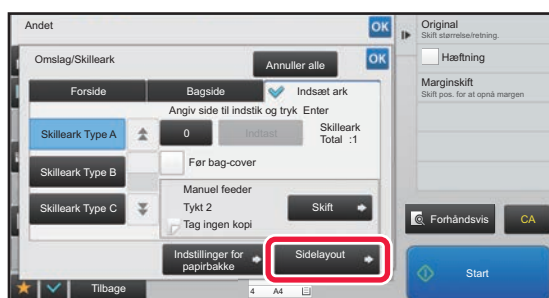 Andet
OK
Omslag/Skilleark
Annuller alle
OK
Forside
Bagside
Indsæt ark
Angiv side til indstik og tryk Enter
Skilleark Type A
0
Indtast
Skilleark
Total :1
Før bag-cover
Skilleark Type B
Manuel feeder
Tykt 2
Tag ingen kopi
Skift
Skilleark Type C
Indstillinger for
papirbakke
Sidelayout
Tilbage
4
A4
Original
Skift størrelse/retning.
Hæftning
Marginskift
Skift pos. for at opnå margen
Forhåndsvis
CA
Start